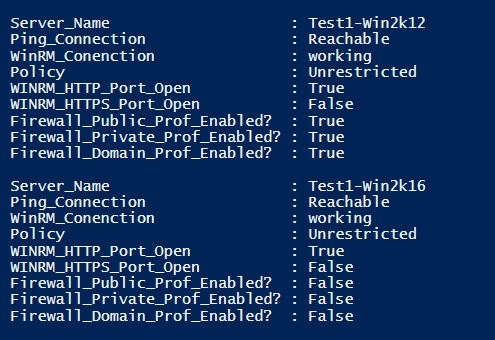 Server_Name : Test1-Win2k12
Ping_Connection : Reachable
WinRM_Conenction : working
Policy : Unrestricted
WINRM_HTTP_Port_Open : True
WINRM_HTTPS_Port_Open : False
Firewall_Public_Prof_Enabled? : True
Firewall_Private_Prof_Enabled? : True
Firewall_Domain_Prof_Enabled? : True
Server_Name : Test1-Win2k16
Ping_Connection : Reachable
WinRM_Conenction : working
Policy : Unrestricted
WINRM_HTTP_Port_Open : True
WINRM_HTTPS_Port_Open : False
Firewall_Public_Prof_Enabled? : False
Firewall_Private_Prof_Enabled? : False
Firewall_Domain_Prof_Enabled? : False